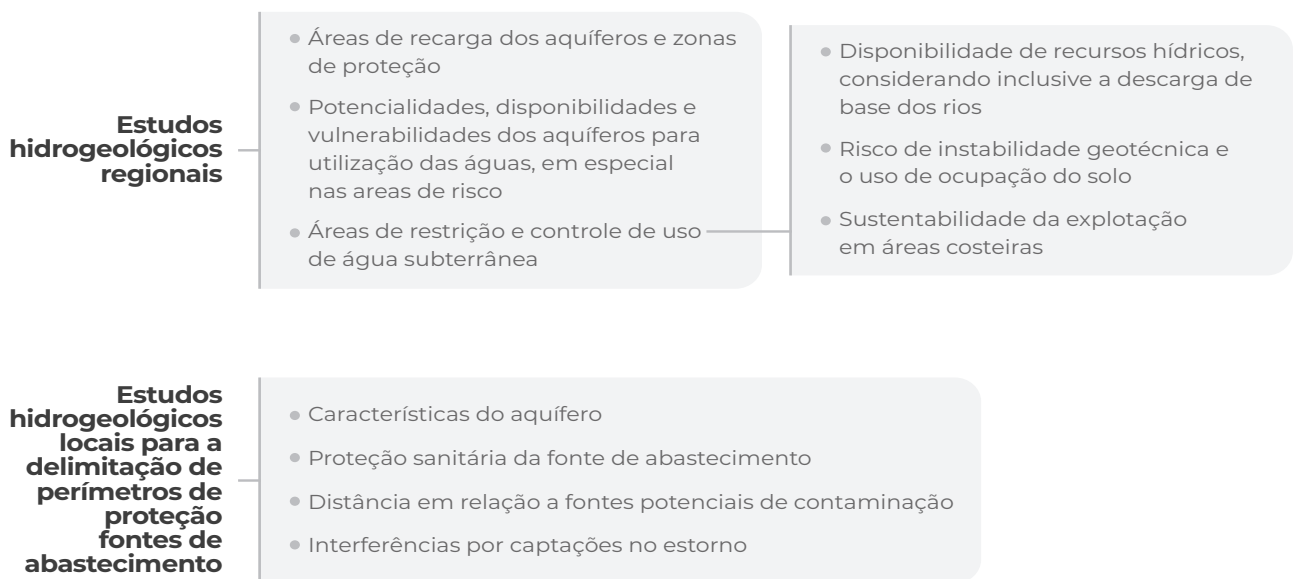 Estudos
hidrogeológicos
regionais
Áreas de recarga dos aquíferos e zonas
de proteção
Potencialidades, disponibilidades e
vulnerabilidades dos aquíferos para
utilização das águas, em especial
nas areas de risco
Áreas de restrição e controle de uso
de água subterrânea
Disponibilidade de recursos hídricos,
considerando inclusive a descarga de
base dos rios
Risco de instabilidade geotécnica e
o uso de ocupação do solo
Sustentabilidade da explotação
em áreas costeiras
Estudos
hidrogeológicos
locais para a
delimitação de
perímetros de
proteção
fontes de
abastecimento
Características do aquífero
Proteção sanitária da fonte de abastecimento
Distância em relação a fontes potenciais de contaminação
Interferências por captações no estorno